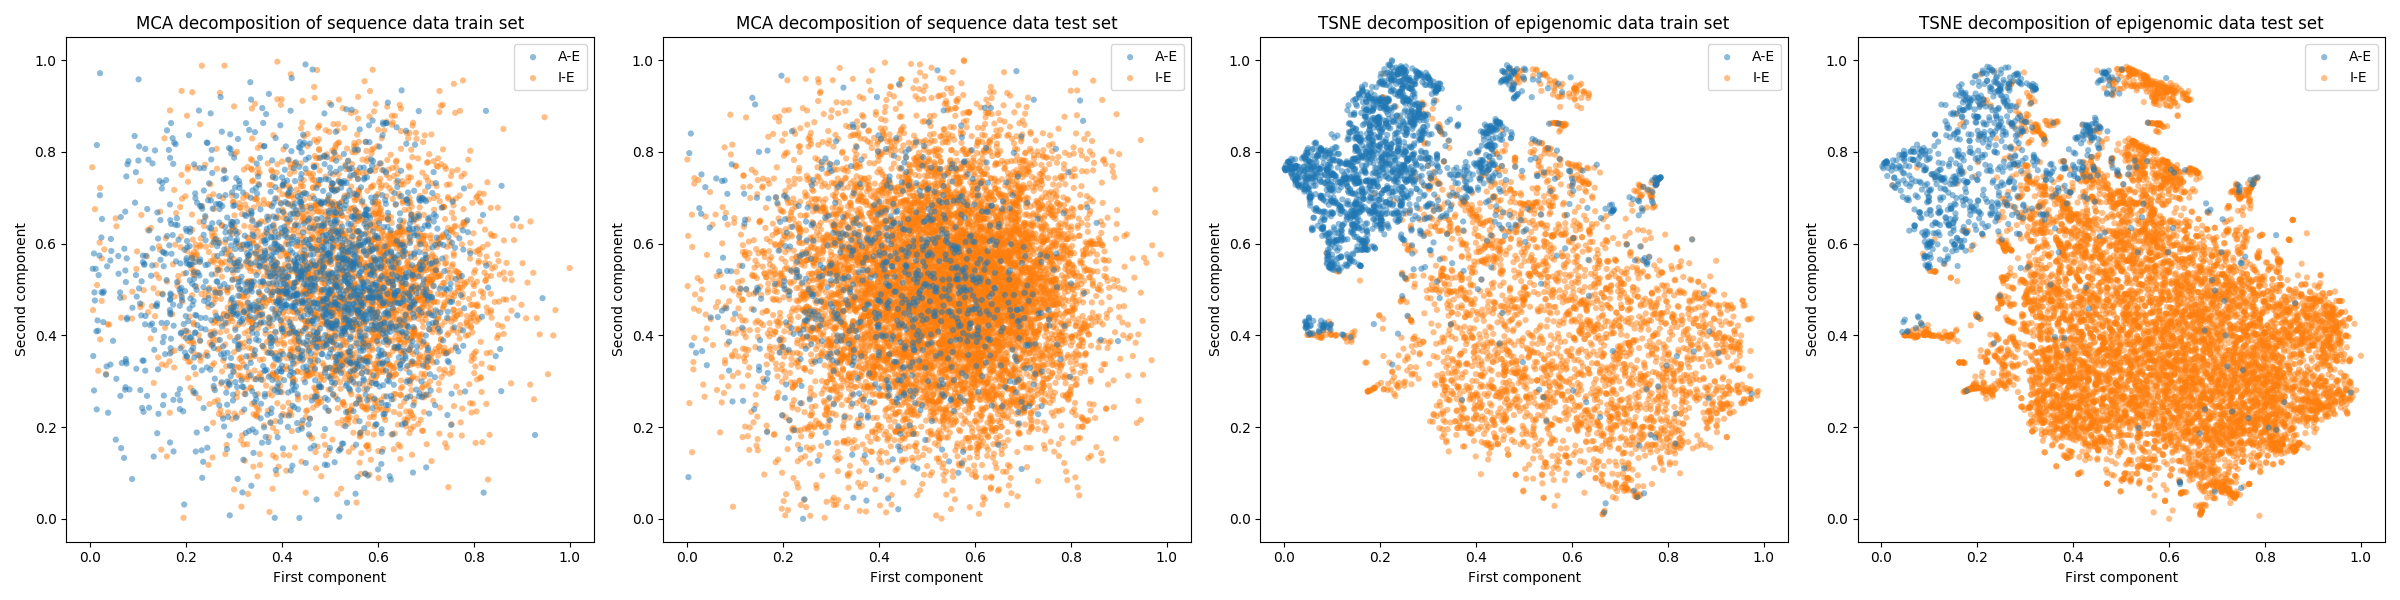 MCA decomposition of sequence data train set
1.0
0.8
0.6
0.4
0.2
0.0
Second component
A-E
I-E
0.0 0.2 0.4 0.6 0.8 1.0
First component
MCA decomposition of sequence data test set
1.0
0.8
0.6
0.4
0.2
0.0
Second component
A-E
I-E
0.0 0.2 0.4 0.6 0.8 1.0
First component
TSNE decomposition of epigenomic data train set
1.0
0.8
0.6
0.4
0.2
0.0
Second component
A-E
I-E
0.0 0.2 0.4 0.6 0.8 1.0
First component
TSNE decomposition of epigenomic data test set
1.0
0.8
0.6
0.4
0.2
0.0
Second component
A-E
I-E
0.0 0.2 0.4 0.6 0.8 1.0
First component